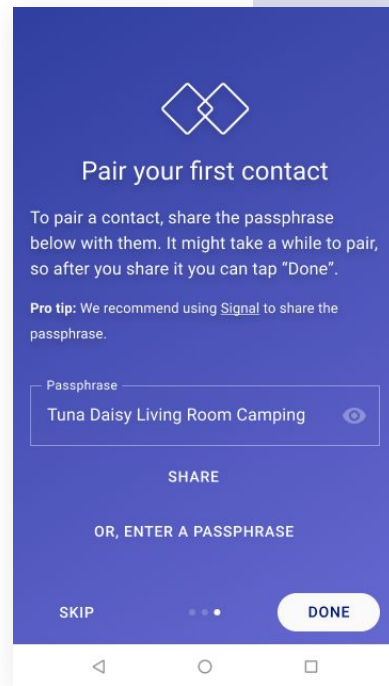 Pair your first contact
To pair a contact, share the passphrase
below with them. It might take a while to pair,
so after you share it you can tap “Done”.
Pro tip: We recommend using Signal to share the
passphrase.
Passphrase
Tuna Daisy Living Room Camping
SHARE
OR, ENTER A PASSPHRASE
SKIP
DONE